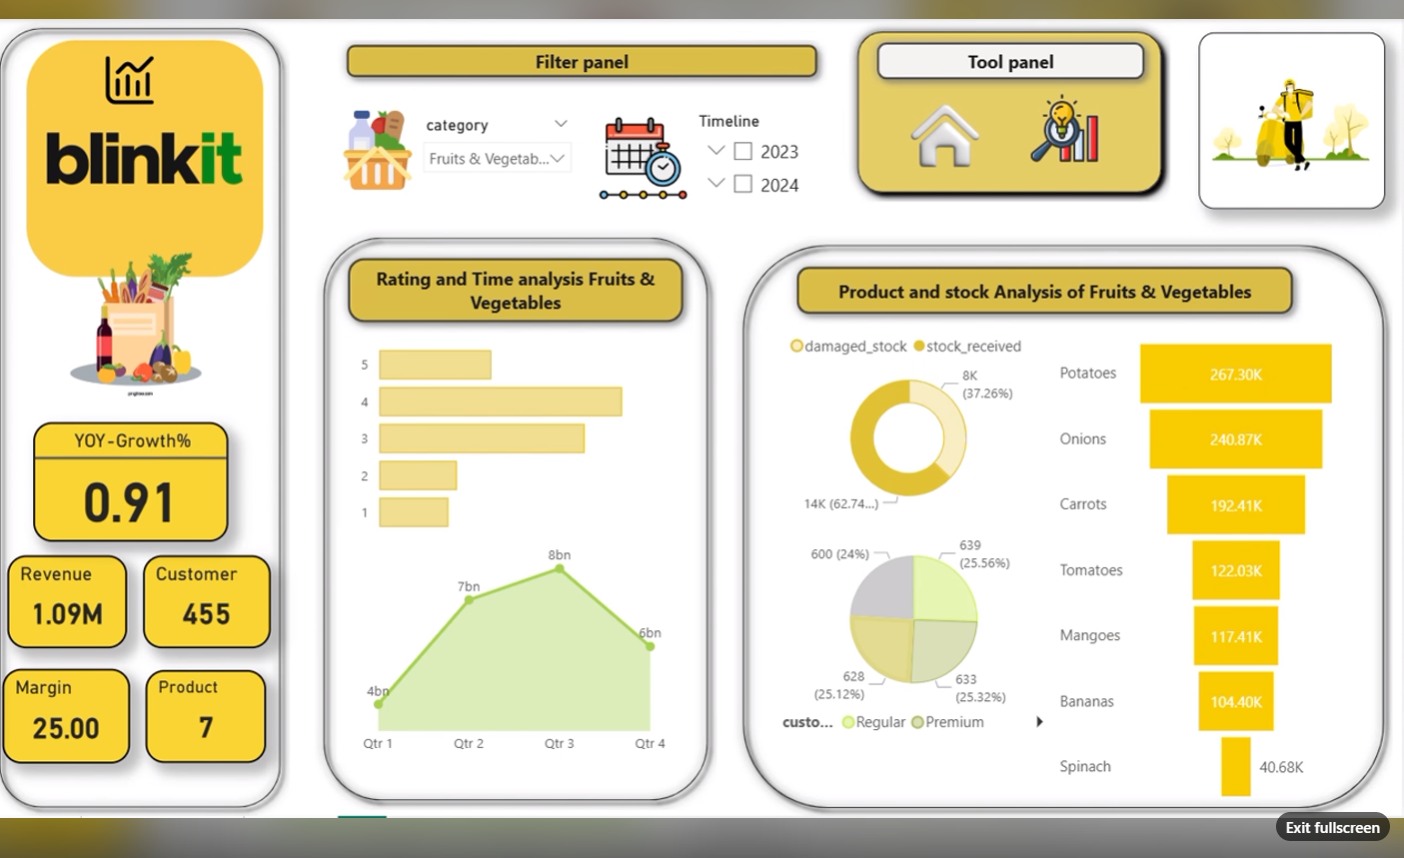 blinkit
YOY-Growth%
0.91
Revenue
1.09M
Customer
455
Margin
25.00
Product
7
Filter panel
category
Fruits & Vegetab...
Timeline
2023
2024
Tool panel
Rating and Time analysis Fruits &
Vegetables
5
4
3
2
1
4bn
7bn
8bn
6bn
Qtr 1
Qtr 2
Qtr 3
Qtr 4
Product and stock Analysis of Fruits & Vegetables
damaged_stock
stock_received
8K
(37.26%)
14K (62.74...)
600 (24%)
639
(25.56%)
628
(25.12%)
633
(25.32%)
custo...
Regular
Premium
Potatoes
267.30K
Onions
240.87K
Carrots
192.41K
Tomatoes
122.03K
Mangoes
117.41K
Bananas
104.40K
Spinach
40.68K
Exit fullscreen